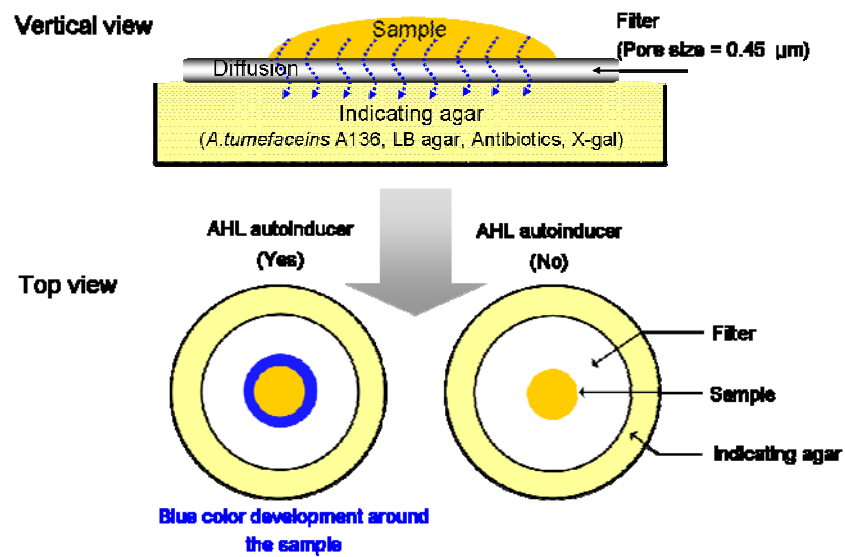 Vertical view
Sample
Filter
(Pore size = 0.45 µm)
Diffusion
Indicating agar
(A.tumefaceins A136, LB agar, Antibiotics, X-gal)
AHL autoinducer
(Yes)
AHL autoinducer
(No)
Top view
Filter
Sample
Indicating agar
Blue color development around
the sample